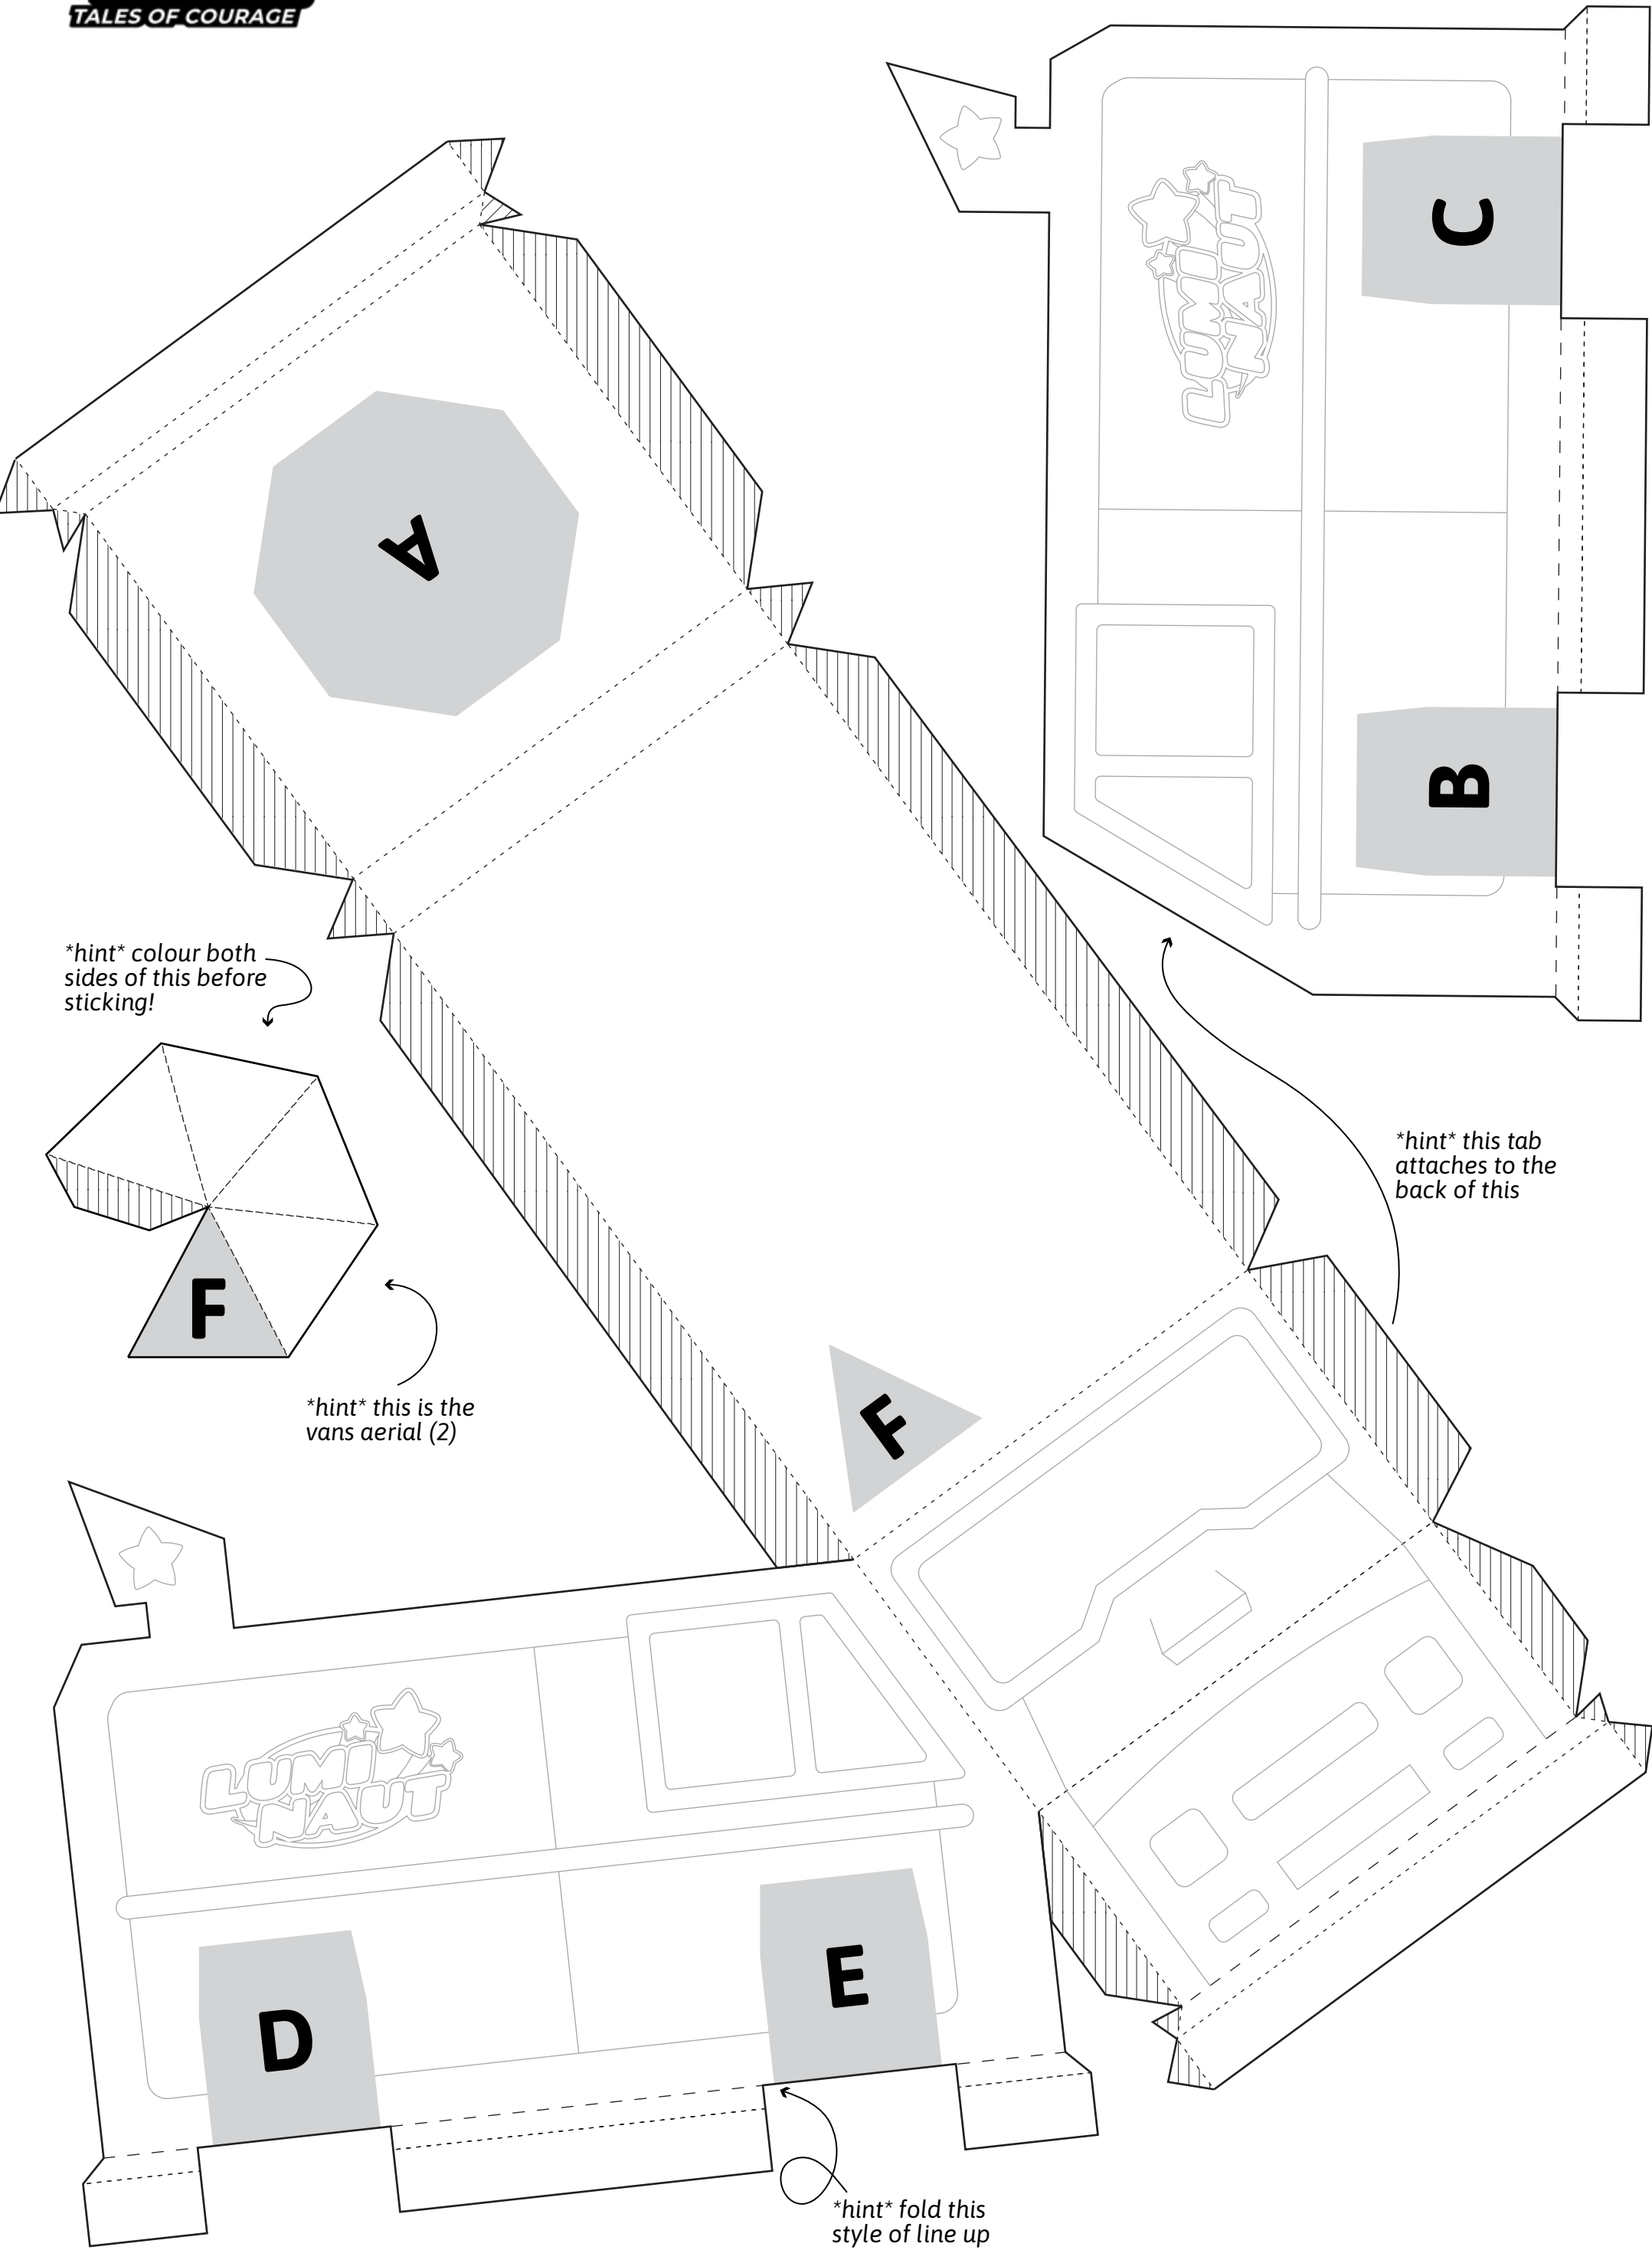 TALES OF COURAGE
C
LUMI
NAUT
B
A
*hint* colour both
sides of this before
sticking!
F
*hint* this is the
vans aerial (2)
*hint* this tab
attaches to the
back of this
F
LUMI
NAUT
D
E
*hint* fold this
style of line up